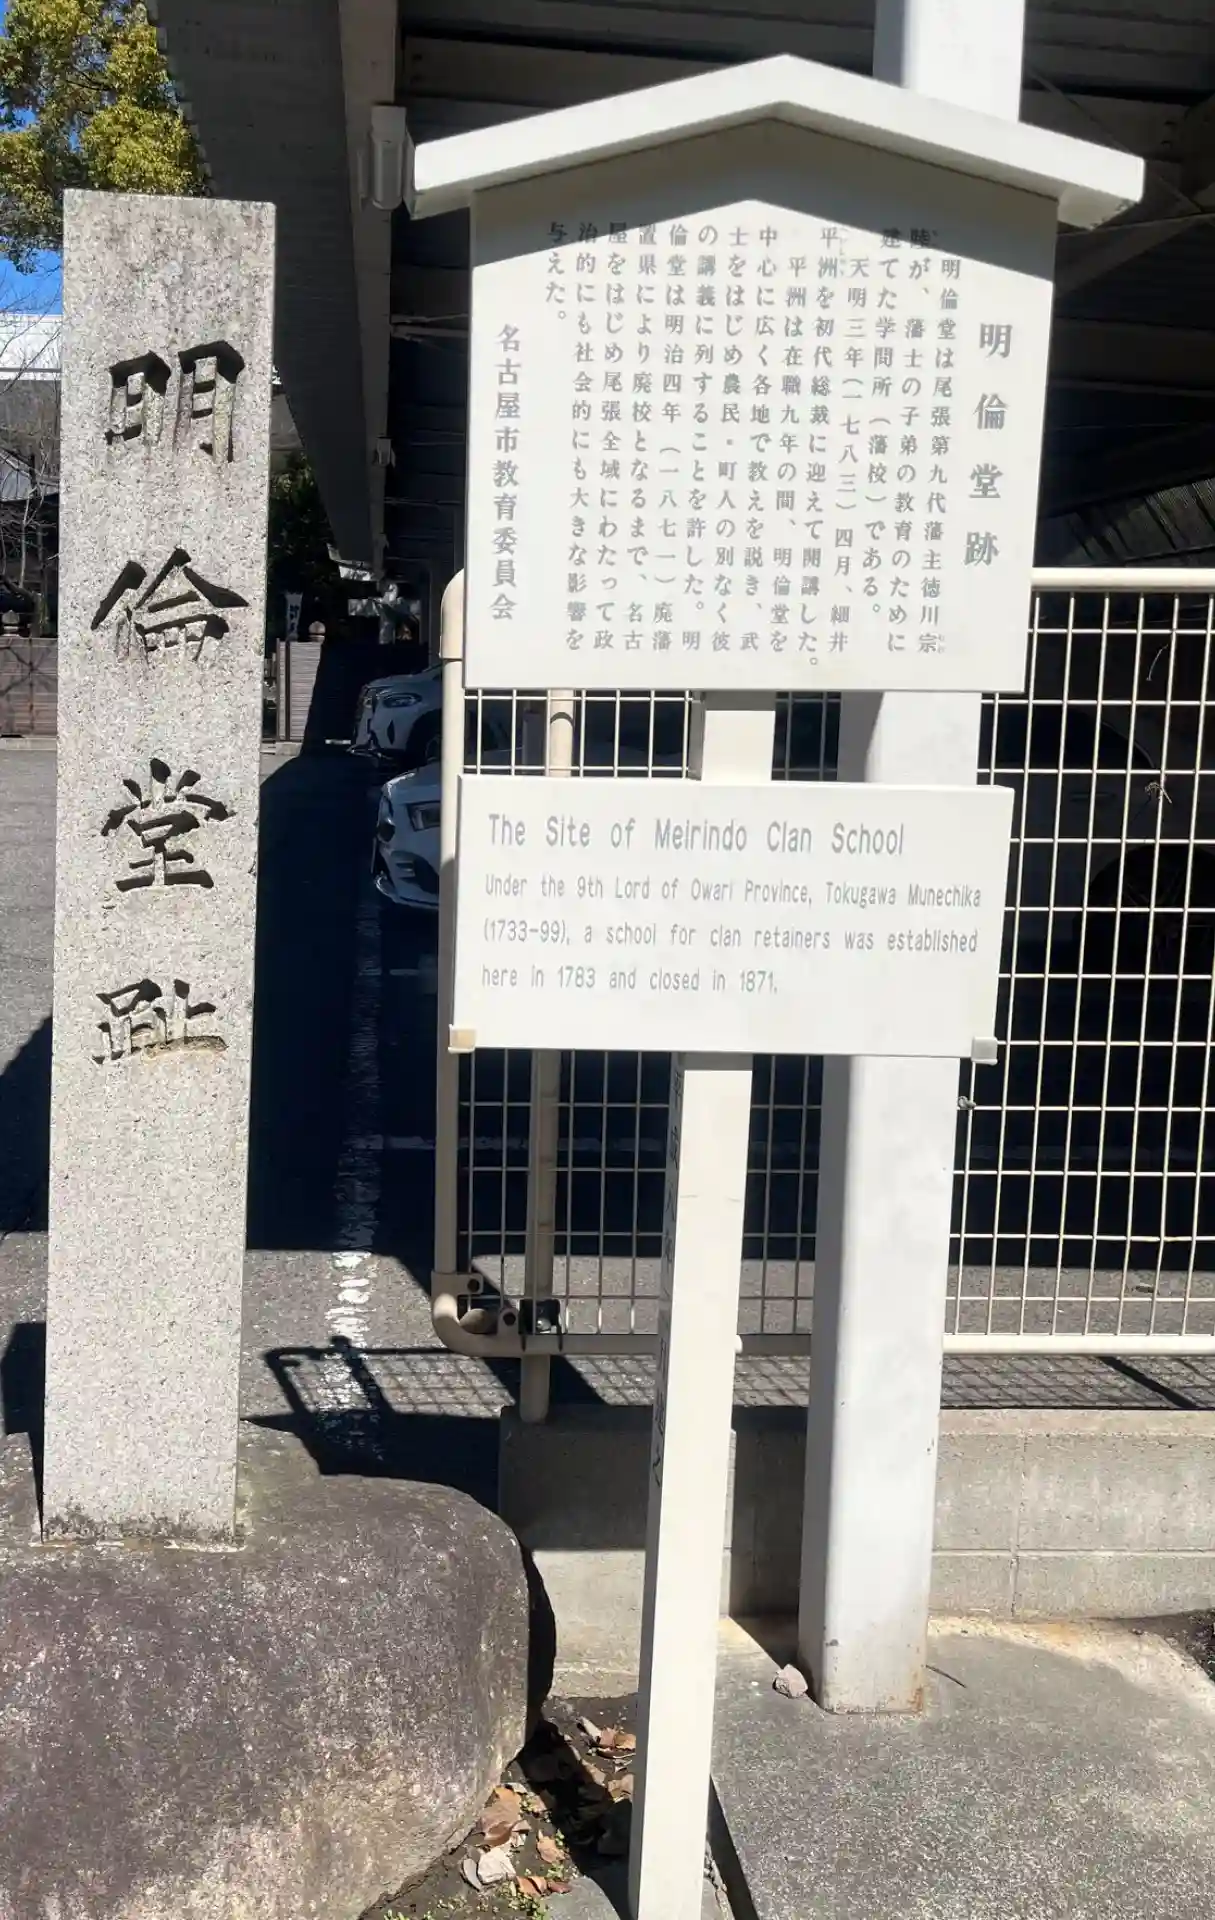 明倫堂趾
明倫堂跡
明倫堂は尾張第九代藩主徳川宗
睦が、藩士の子弟の教育のために
建てた学問所(藩校)である。
天明三年(一七八三)四月、細井
平洲を初代総裁に迎えて開講した。
平洲は在職九年の間、明倫堂を
中心に広く各地で教えを説き、武
士をはじめ農民・町人の別なく彼
の講義に列することを許した。明
倫堂は明治四年(一八七一)廃藩
置県により廃校となるまで、名古
屋をはじめ尾張全域にわたって政
治的にも社会的にも大きな影響を
与えた。
名古屋市教育委員会
The Site of Meirindo Clan School
Under the 9th Lord of Owari Province, Tokugawa Munechika
(1733-99), a school for clan retainers was established
here in 1783 and closed in 1871.